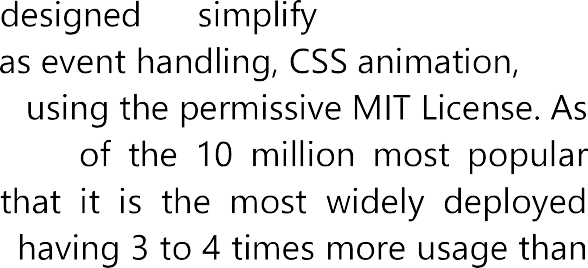 designed simplify
as event handling, CSS animation,
using the permissive MIT License. As
of the 10 million most popular
that it is the most widely deployed
having 3 to 4 times more usage than